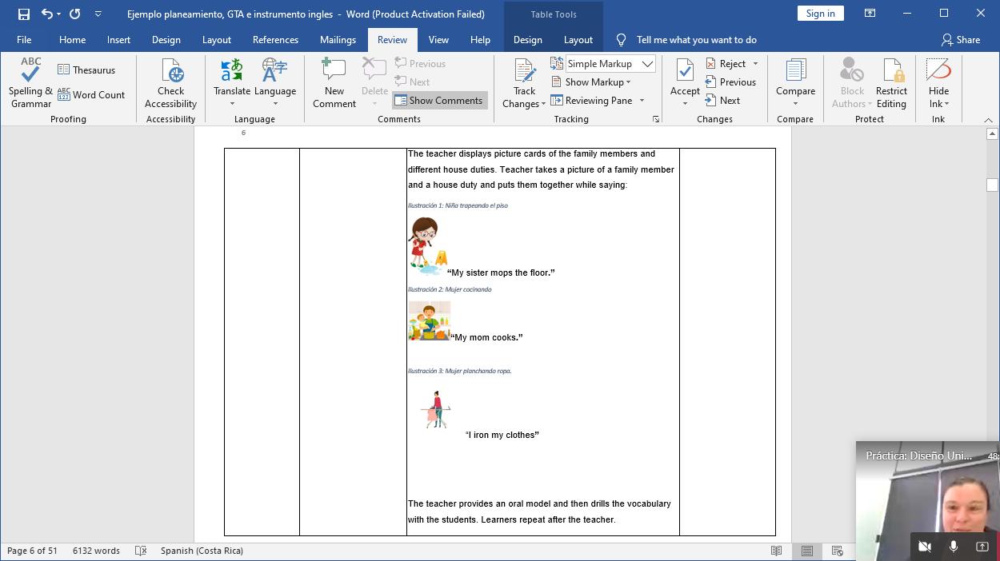 Ejemplo planeamiento, GTA e instrumento ingles - Word (Product Activation Failed)
Table Tools
Sign in
File
Home
Insert
Design
Layout
References
Mailings
Review
View
Help
Design
Layout
Tell me what you want to do
Share
ABC
Spelling &
Grammar
Thesaurus
ABC
123
Word Count
Proofing
Check
Accessibility
Accessibility
Translate
Language
Language
New
Comment
Delete
Previous
Next
Show Comments
Comments
Track
Changes
Simple Markup
Show Markup
Reviewing Pane
Tracking
Accept
Reject
Previous
Next
Changes
Compare
Compare
Block
Authors
Restrict
Editing
Protect
Hide
Ink
Ink
6
The teacher displays picture cards of the family members and
different house duties. Teacher takes a picture of a family member
and a house duty and puts them together while saying:
Ilustración 1: Niña trapeando el piso
“My sister mops the floor.”
Ilustración 2: Mujer cocinando
“My mom cooks.”
Ilustración 3: Mujer planchando ropa.
“I iron my clothes”
The teacher provides an oral model and then drills the vocabulary
with the students. Learners repeat after the teacher.
Práctica: Diseño Uni...
48:
Page 6 of 51
6132 words
Spanish (Costa Rica)